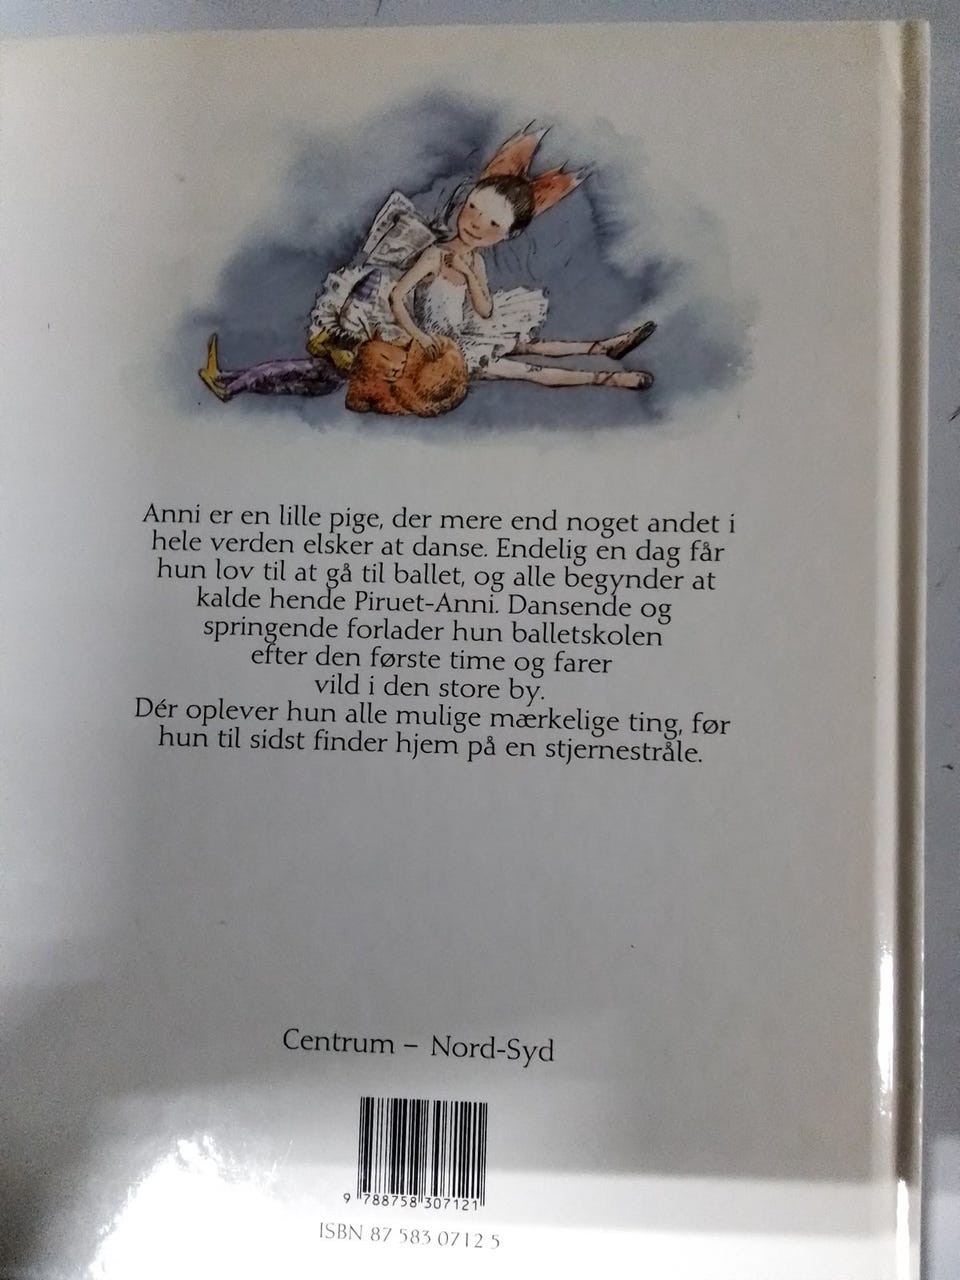 Anni er en lille pige, der mere end noget andet i
hele verden elsker at danse. Endelig en dag får
hun lov til at gå til ballet, og alle begynder at
kalde hende Piruet-Anni. Dansende og
springende forlader hun balletskolen
efter den første time og farer
vild i den store by.
Dér oplever hun alle mulige mærkelige ting, før
hun til sidst finder hjem på en stjernestråle.
Centrum – Nord-Syd
9 788758 307121
ISBN 87 583 0712 5